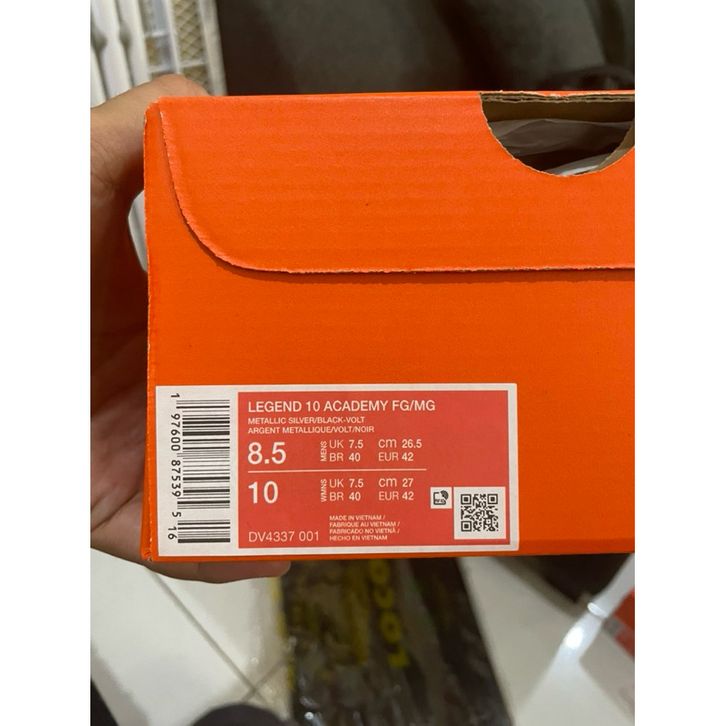 LEGEND 10 ACADEMY FG/MG
METALLIC SILVER/BLACK-VOLT
ARGENT METALLIQUE/VOLT/NOIR
8.5 MENS UK 7.5 cm 26.5
BR 40 EUR 42
10 WMNS UK 7.5 cm 27
BR 40 EUR 42
MADE IN VIETNAM /
FABRIQUE AU VIETNAM /
FABRICADO NO VIETNÃ /
HECHO EN VIETNAM
DV4337 001
1 97600 87539 5 16
LOCO